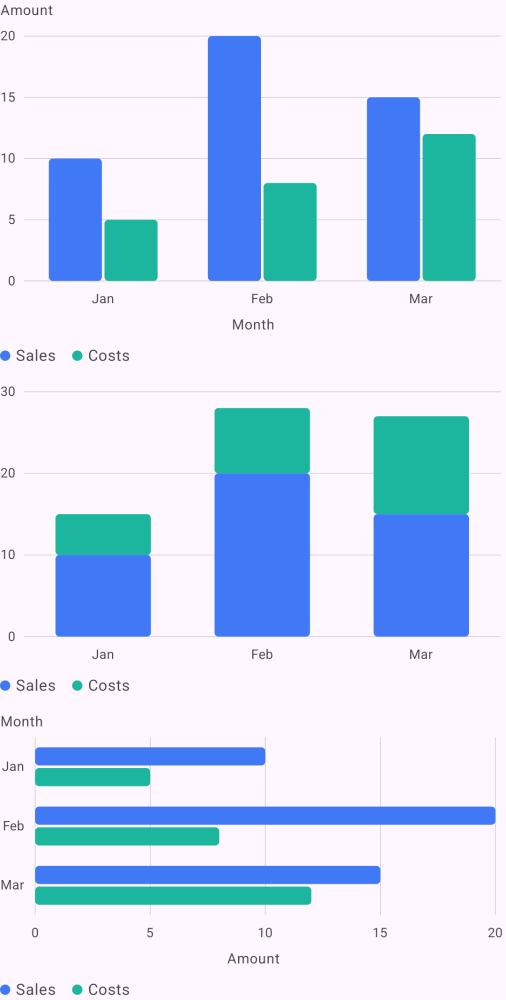 Amount
20
15
10
5
0
Jan Feb Mar
Month
Sales Costs
30
20
10
0
Jan Feb Mar
Sales Costs
Month
Jan
Feb
Mar
0 5 10 15 20
Amount
Sales Costs